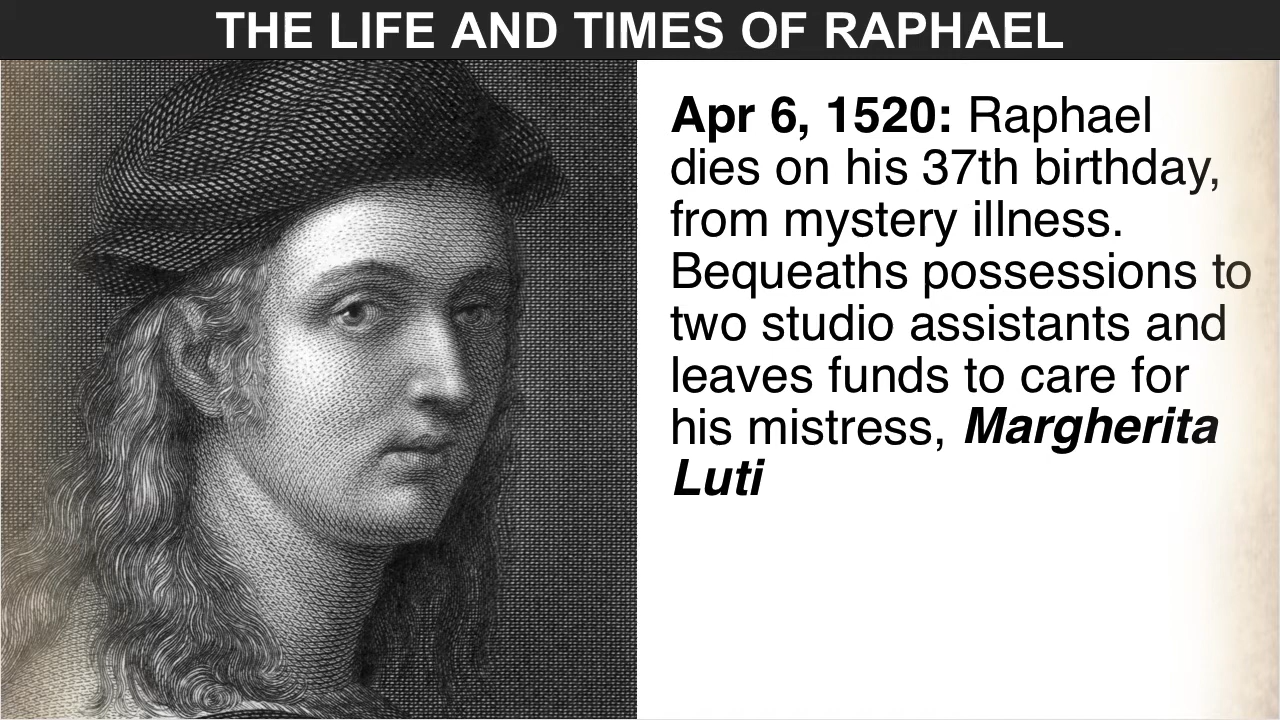 THE LIFE AND TIMES OF RAPHAEL
Apr 6, 1520: Raphael
dies on his 37th birthday,
from mystery illness.
Bequeaths possessions to
two studio assistants and
leaves funds to care for
his mistress, Margherita
Luti